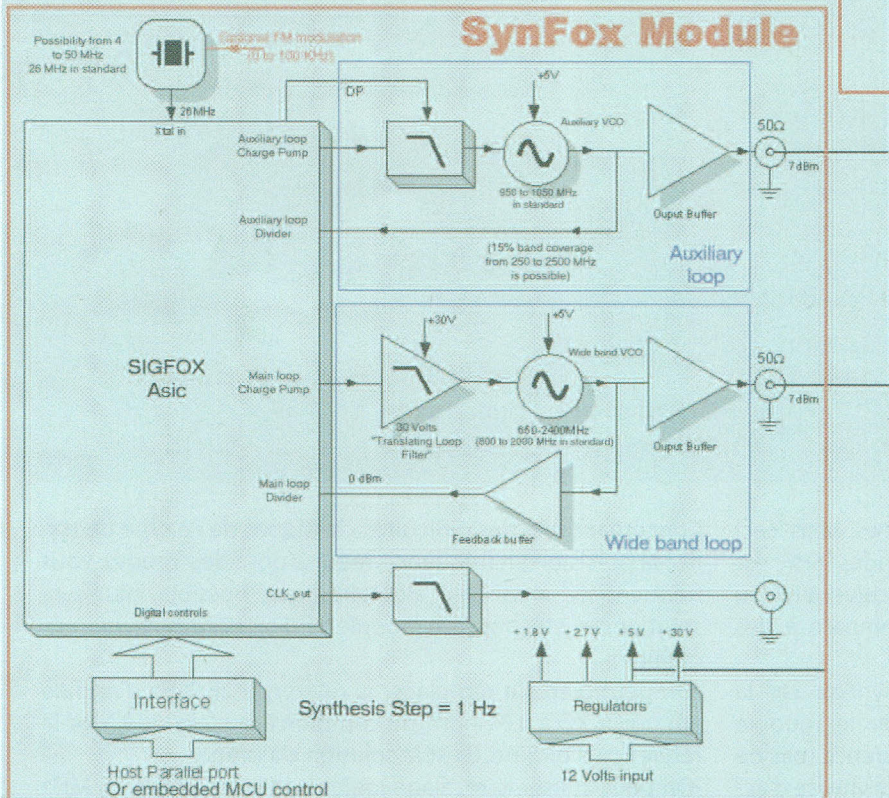 SynFox Module
Possibility from 4
to 50 MHz
26 MHz in standard
Optional FM modulation
(0 to 100 KHz)
26MHz
Xtal in
DP
+5V
Auxiliary loop
Charge Pump
Auxiliary VCO
50Ω
7dBm
950 to 1050 MHz
in standard
Ouput Buffer
Auxiliary loop
Divider
(15% band coverage
from 250 to 2500 MHz
is possible)
Auxiliary
loop
SIGFOX
Asic
+30V
+5V
Main loop
Charge Pump
Wide band VCO
50Ω
7dBm
30 Volts
"Translating Loop
Filter"
650-2400MHz
(800 to 2000 MHz in standard)
Ouput Buffer
Main loop
Divider
0 dBm
Feedback buffer
Wide band loop
CLK_out
Digital controls
+ 1.8 V
+ 2.7 V
+ 5 V
+ 30 V
Interface
Synthesis Step = 1 Hz
Regulators
Host Parallel port
Or embedded MCU control
12 Volts input